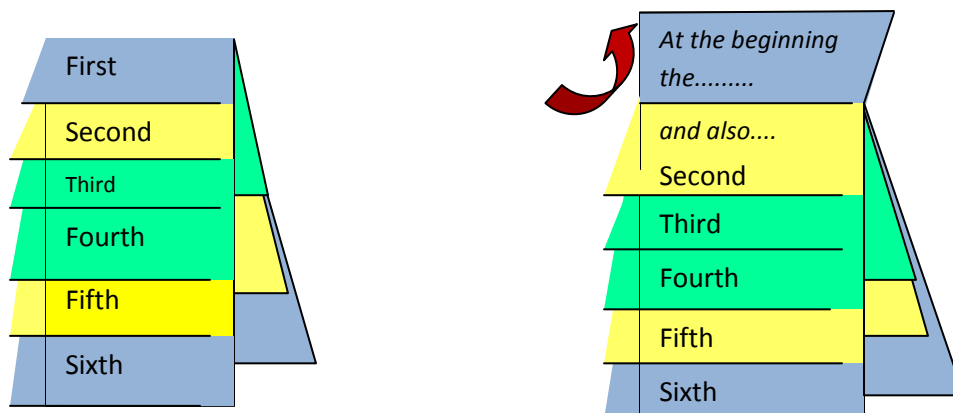 First
Second
Third
Fourth
Fifth
Sixth
At the beginning
the.........
and also....
Second
Third
Fourth
Fifth
Sixth